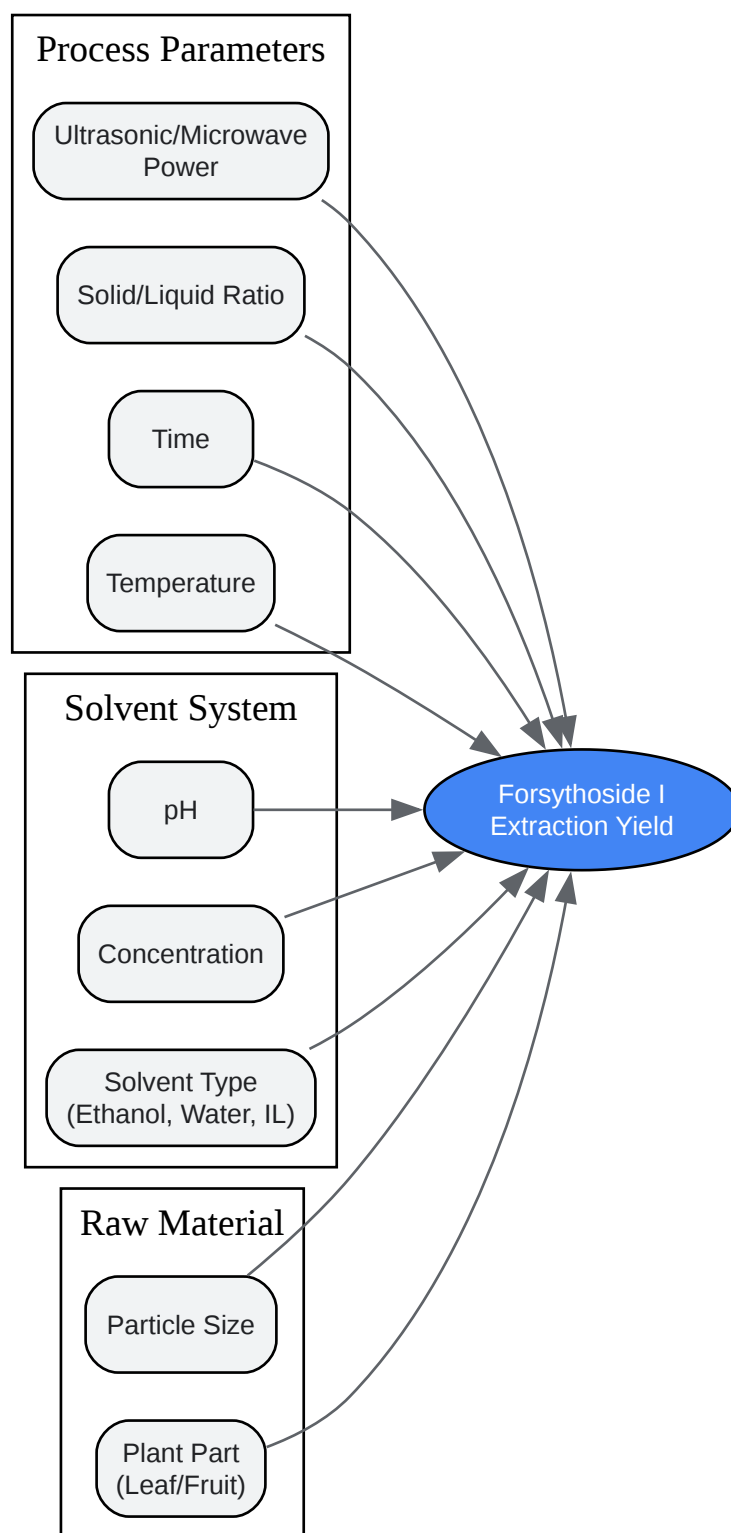 Process Parameters
Ultrasonic/Microwave
Power
Solid/Liquid Ratio
Time
Temperature
Solvent System
pH
Concentration
Solvent Type
(Ethanol, Water, IL)
Raw Material
Particle Size
Plant Part
(Leaf/Fruit)
Forsythoside I
Extraction Yield